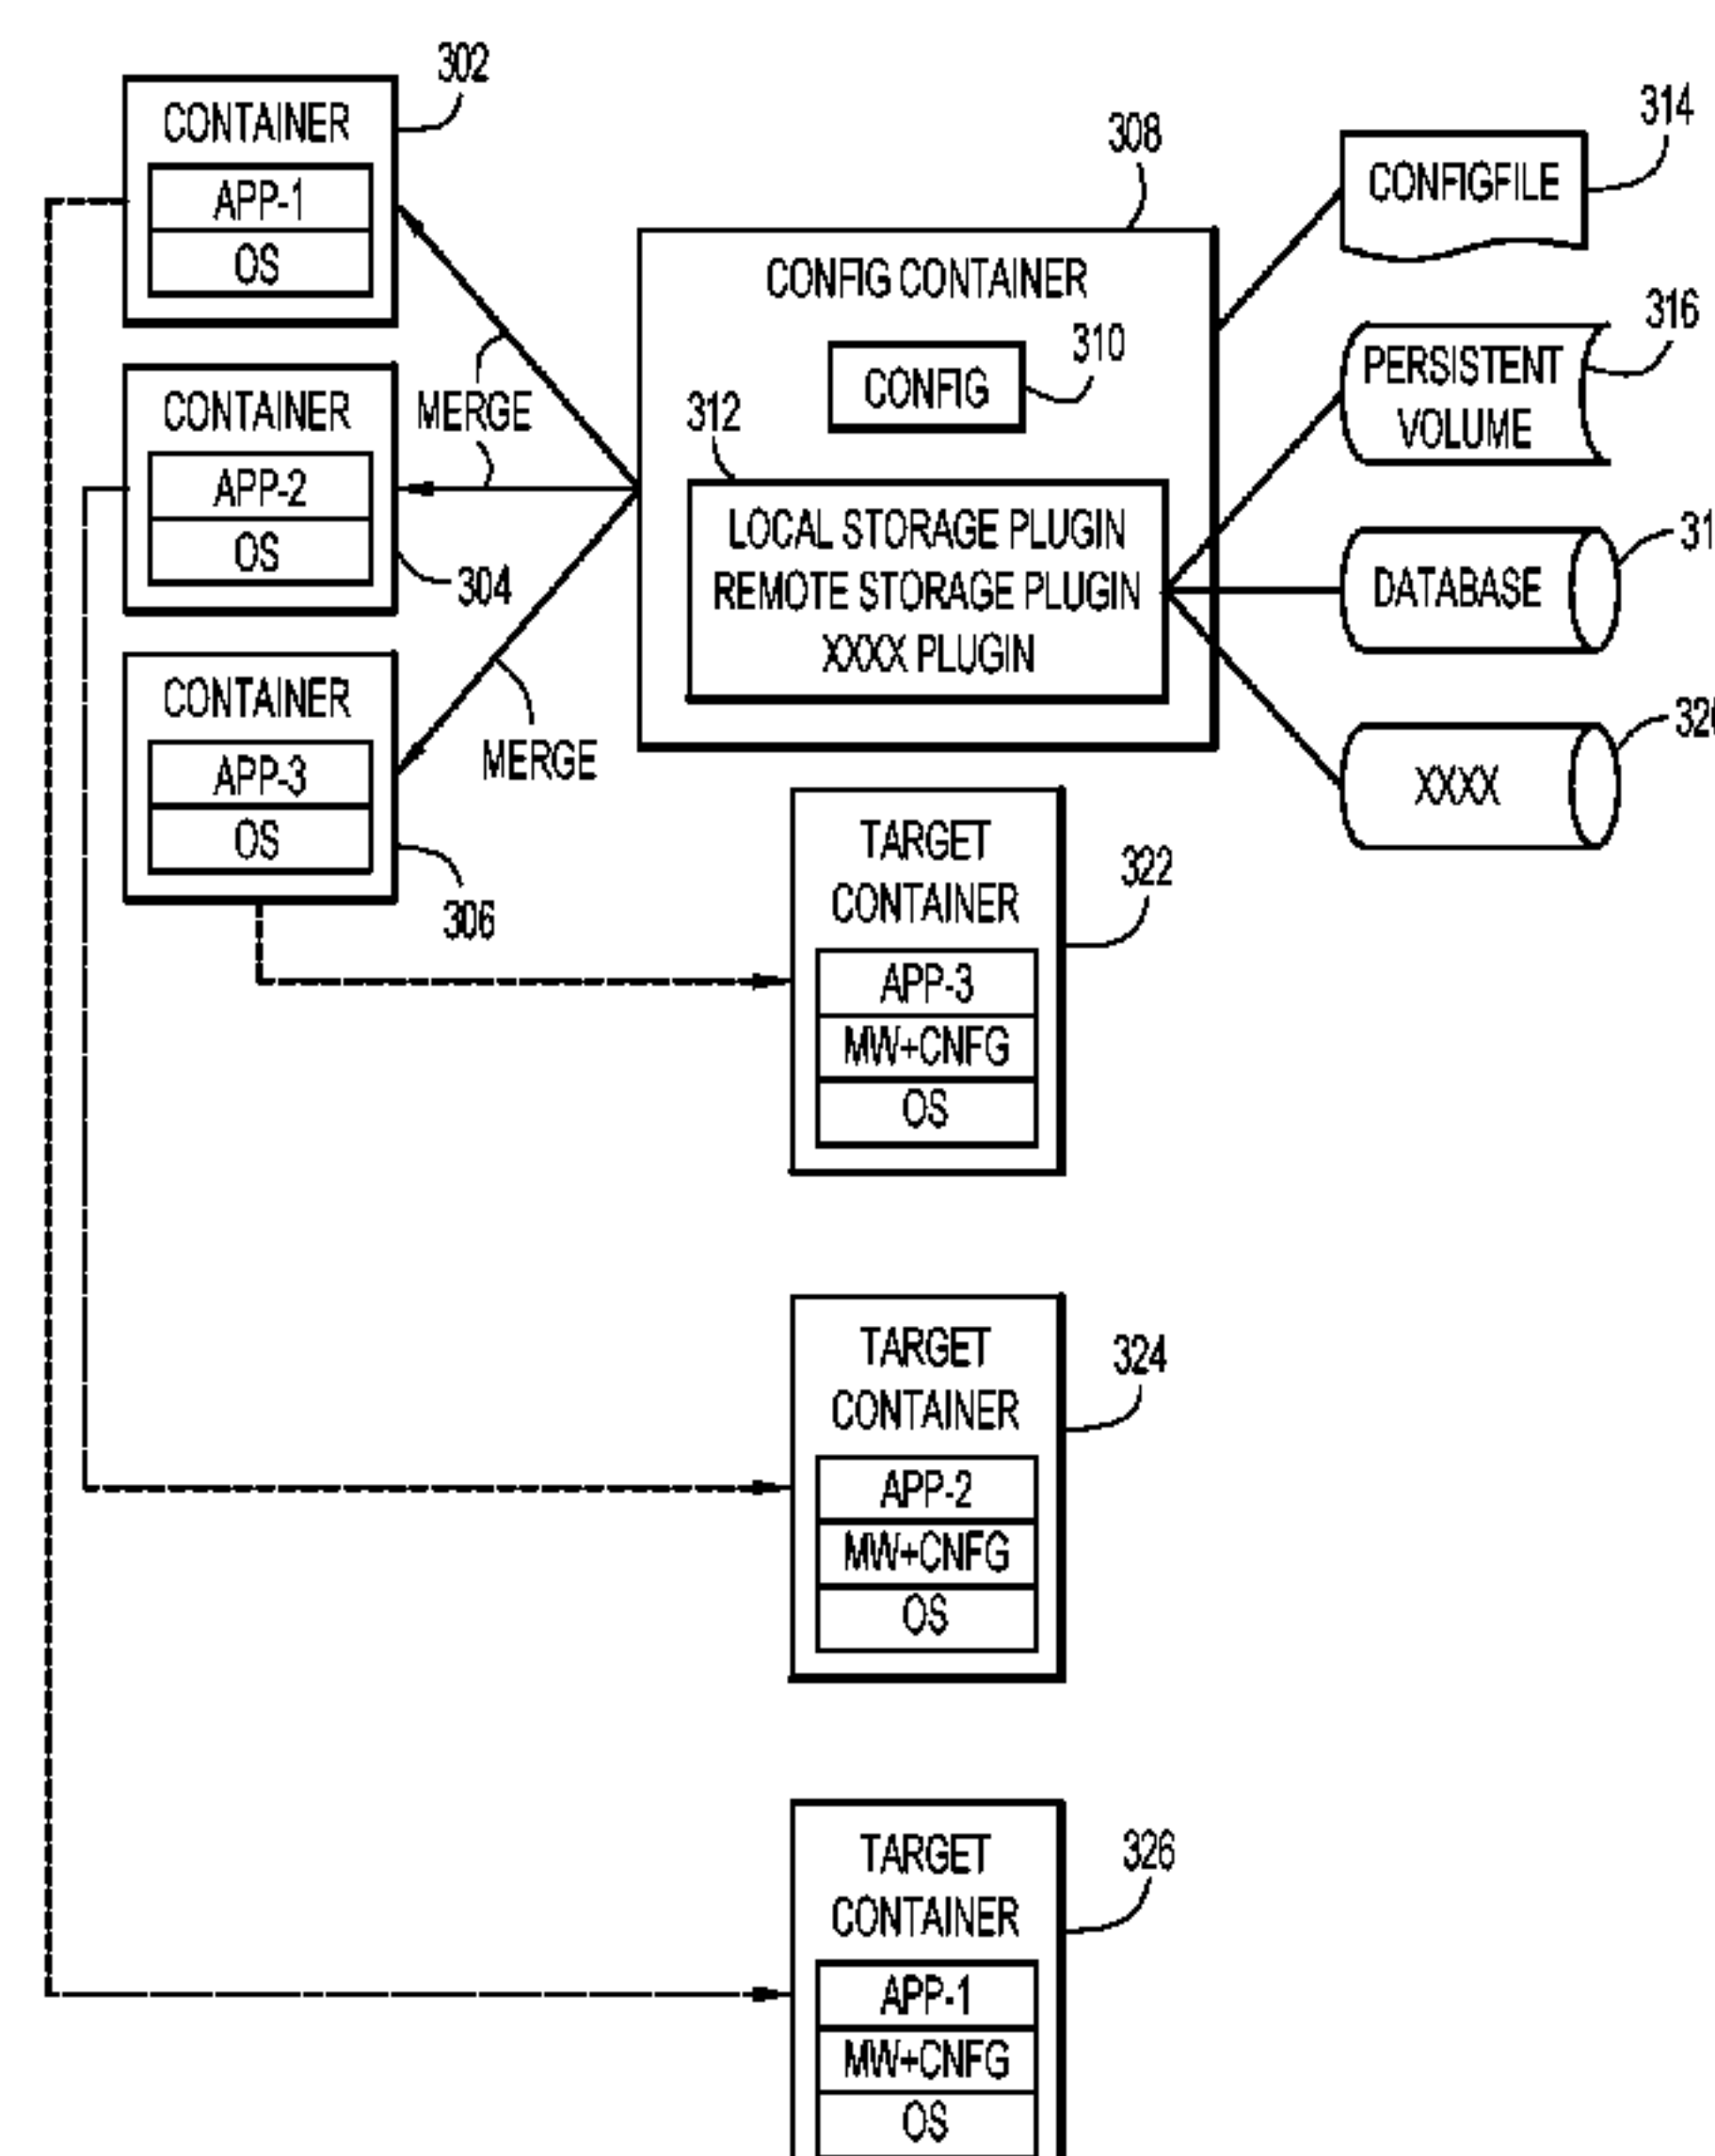 302
CONTAINER
APP-1
OS
CONTAINER
APP-2
OS
304
CONTAINER
APP-3
OS
306
MERGE
MERGE
308
CONFIG CONTAINER
310
CONFIG
312
LOCAL STORAGE PLUGIN
REMOTE STORAGE PLUGIN
XXXX PLUGIN
314
CONFIGFILE
316
PERSISTENT
VOLUME
DATABASE
XXXX
TARGET
CONTAINER
322
APP-3
MW+CNFG
OS
TARGET
CONTAINER
324
APP-2
MW+CNFG
OS
TARGET
CONTAINER
326
APP-1
MW+CNFG
OS